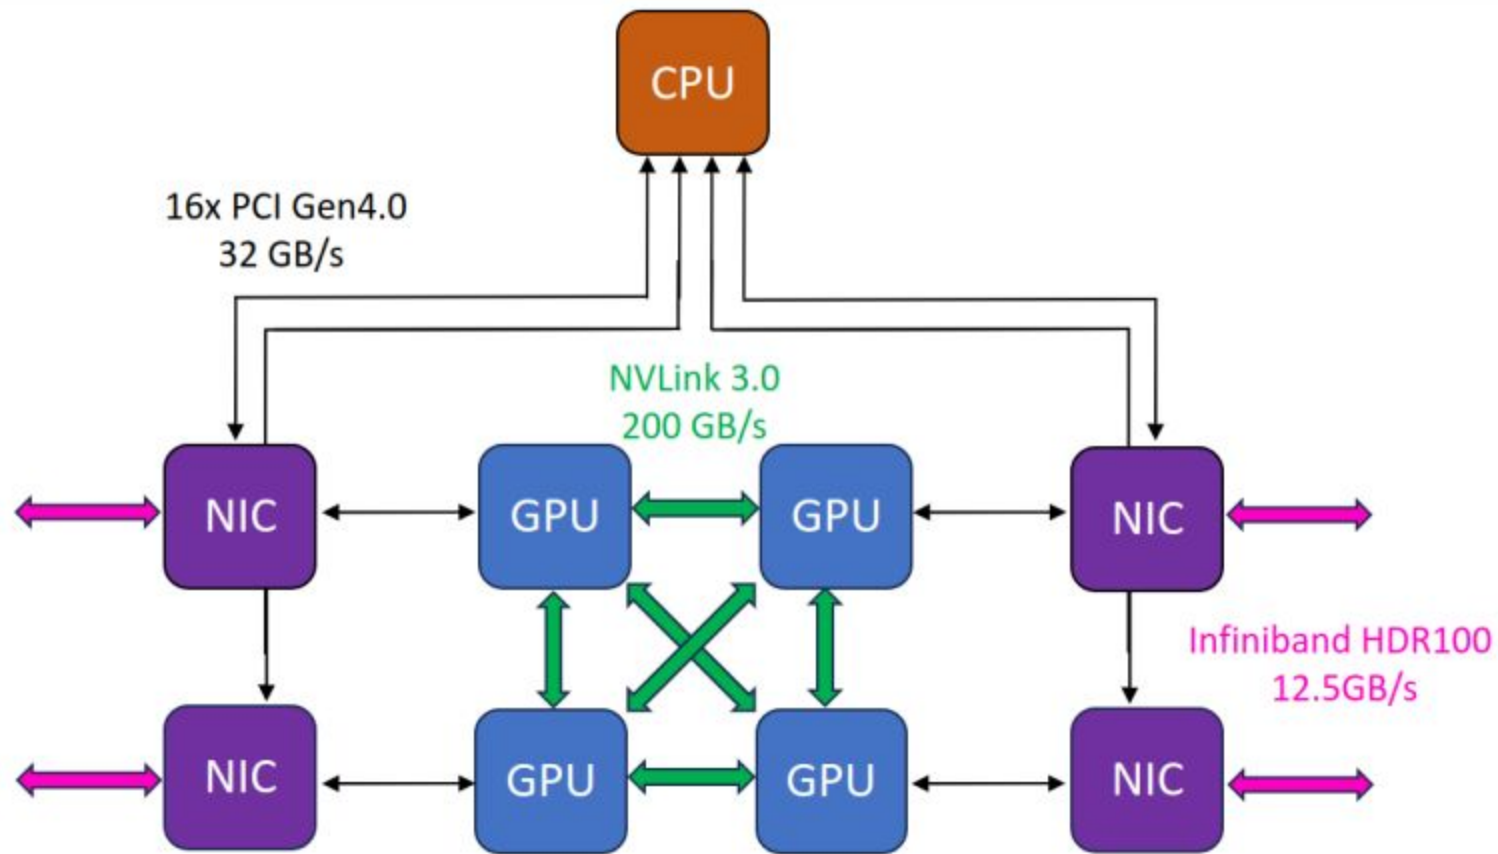 CPU
16x PCI Gen4.0
32 GB/s
NVLink 3.0
200 GB/s
NIC
GPU
GPU
NIC
Infiniband HDR100
12.5GB/s
NIC
GPU
GPU
NIC